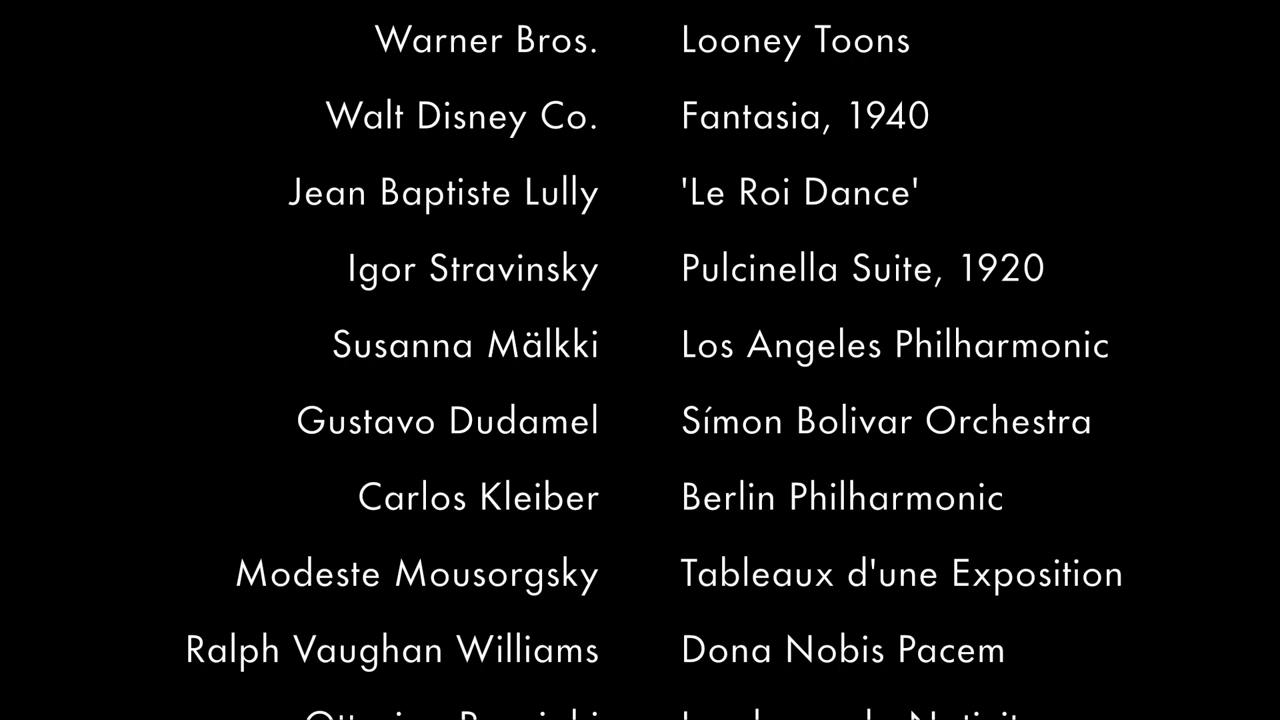 Warner Bros. Looney Toons
Walt Disney Co. Fantasia, 1940
Jean Baptiste Lully 'Le Roi Dance'
Igor Stravinsky Pulcinella Suite, 1920
Susanna Mälkki Los Angeles Philharmonic
Gustavo Dudamel Símon Bolivar Orchestra
Carlos Kleiber Berlin Philharmonic
Modeste Mousorgsky Tableaux d'une Exposition
Ralph Vaughan Williams Dona Nobis Pacem